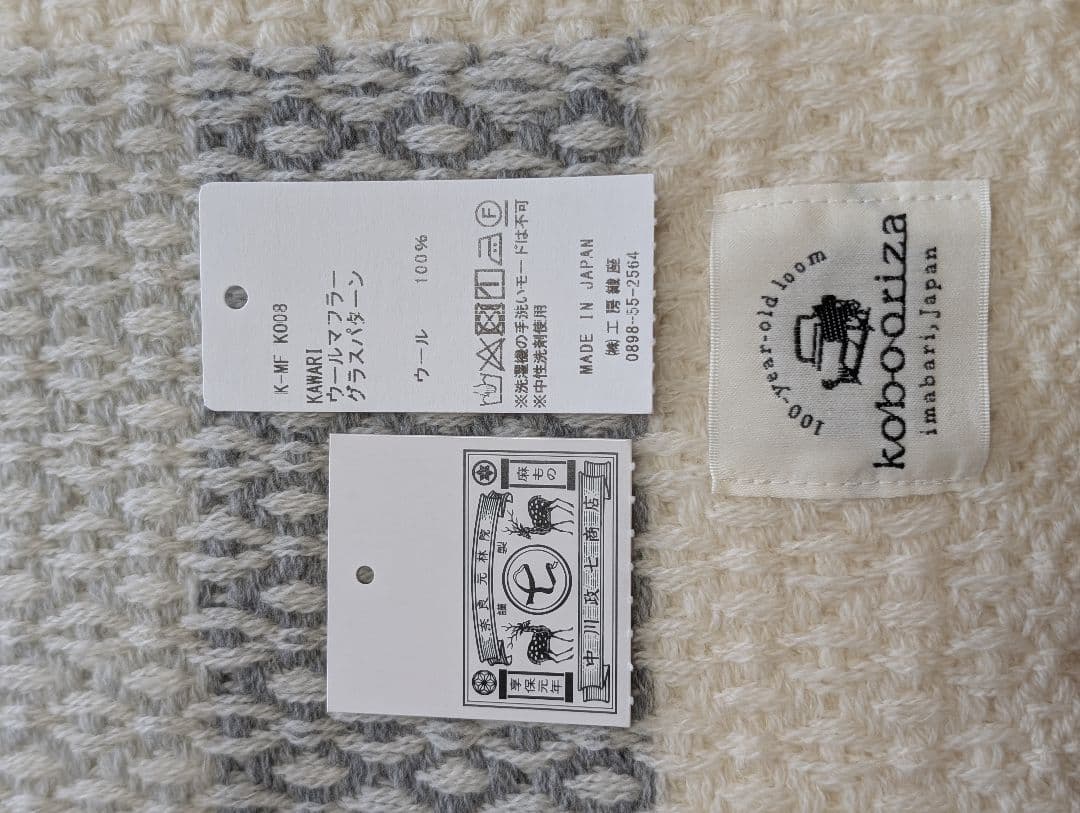 K-MF K008
KAWARI
ウールマフラー
グラスパターン
ウール 100%
F
※洗濯機の手洗いモードは不可
※中性洗剤使用
MADE IN JAPAN
㈱工房織座
0898-55-2564
奈良元林院
謹製
享保元年
麻もの
七
中川政七商店
100-year-old loom
kobooriza
imabari,Japan